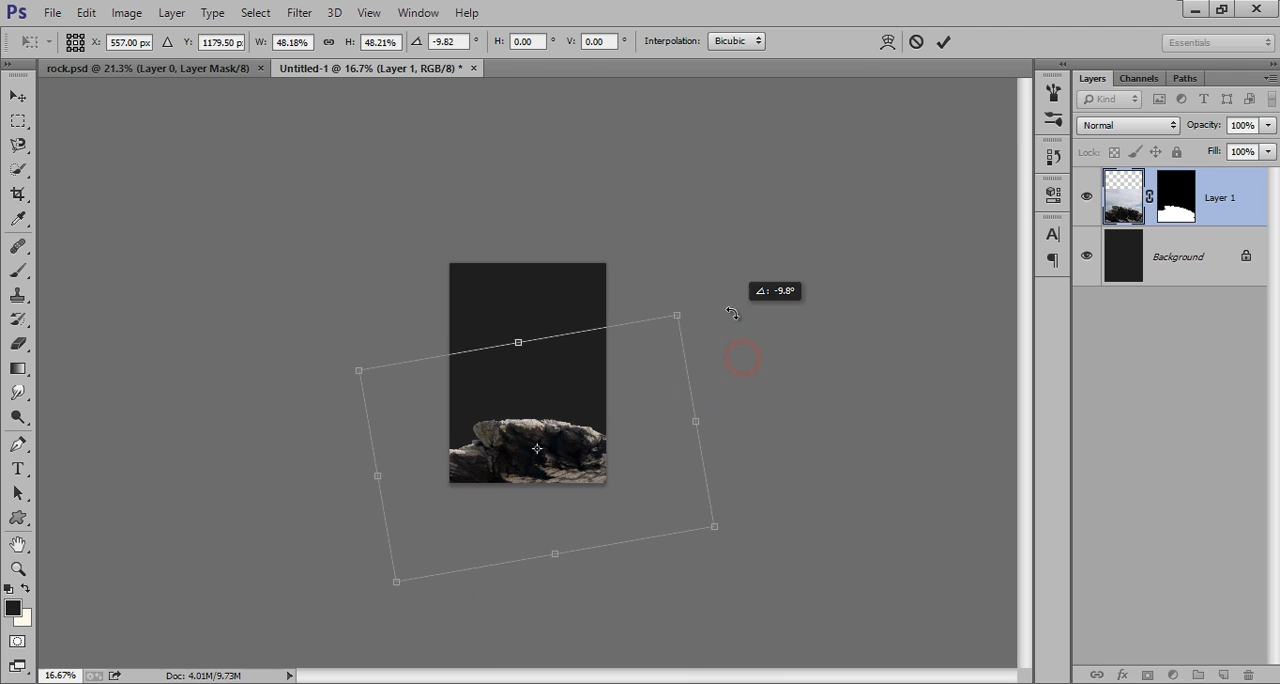 Ps File Edit Image Layer Type Select Filter 3D View Window Help
X: 557.00 px Y: 1179.50 p W: 48.18% H: 48.21% -9.82 ° H: 0.00 ° V: 0.00 ° Interpolation: Bicubic Essentials
rock.psd @ 21.3% (Layer 0, Layer Mask/8) × Untitled-1 @ 16.7% (Layer 1, RGB/8) * ×
Layers Channels Paths
Kind
Normal Opacity: 100%
Lock: Fill: 100%
Layer 1
Background
: -9.8°
16.67% Doc: 4.01M/9.73M